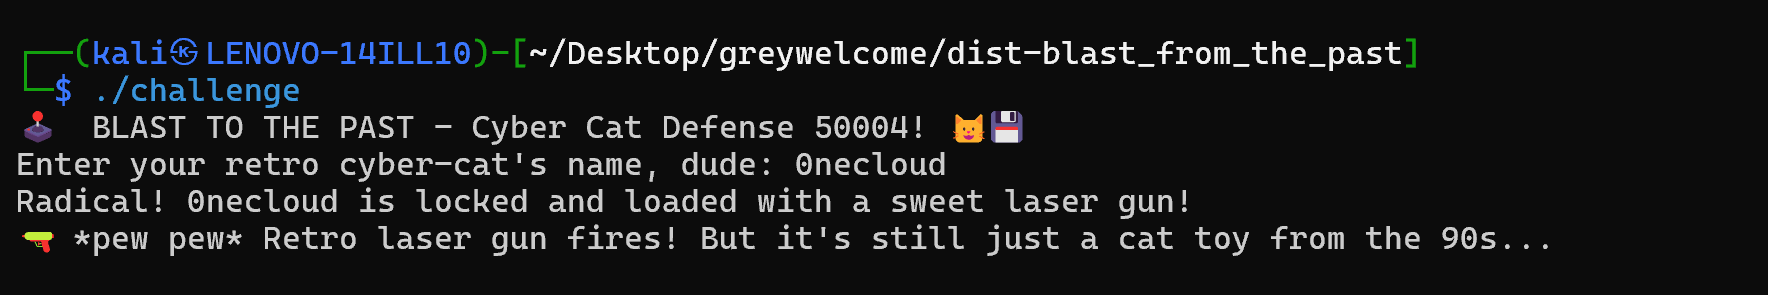 ┌──(kali㉿LENOVO-14ILL10)-[~/Desktop/greywelcome/dist-blast_from_the_past]
└─$ ./challenge
🕹️ BLAST TO THE PAST - Cyber Cat Defense 50004! 😺💾
Enter your retro cyber-cat's name, dude: 0necloud
Radical! 0necloud is locked and loaded with a sweet laser gun!
🔫 *pew pew* Retro laser gun fires! But it's still just a cat toy from the 90s...